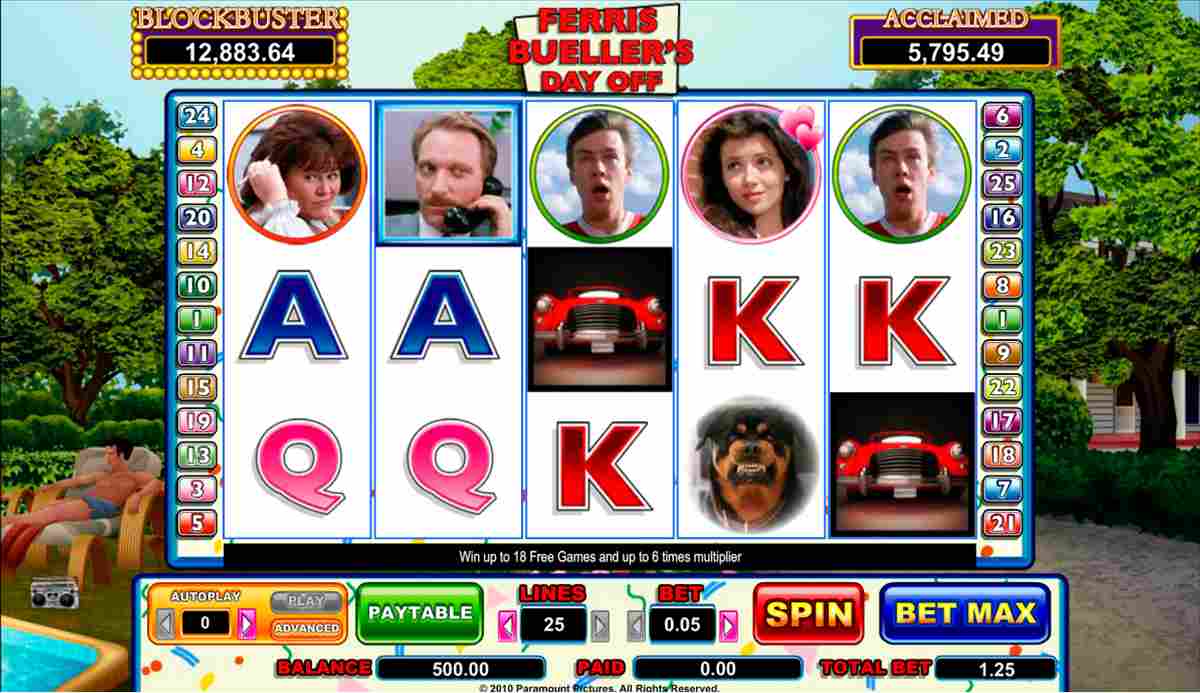 BLOCKBUSTER
12,883.64
FERRIS
BUELLER'S
DAY OFF
ACCLAIMED
5,795.49
24
4
12
20
14
10
1
11
15
19
13
3
5
A A K K
Q Q K
6
2
25
16
23
8
1
9
22
17
18
7
21
Win up to 18 Free Games and up to 6 times multiplier
AUTOPLAY
0
PLAY
ADVANCED
PAYTABLE
LINES
25
BET
0.05
SPIN
BET MAX
BALANCE 500.00 PAID 0.00 TOTAL BET 1.25
© 2010 Paramount Pictures. All Rights Reserved.